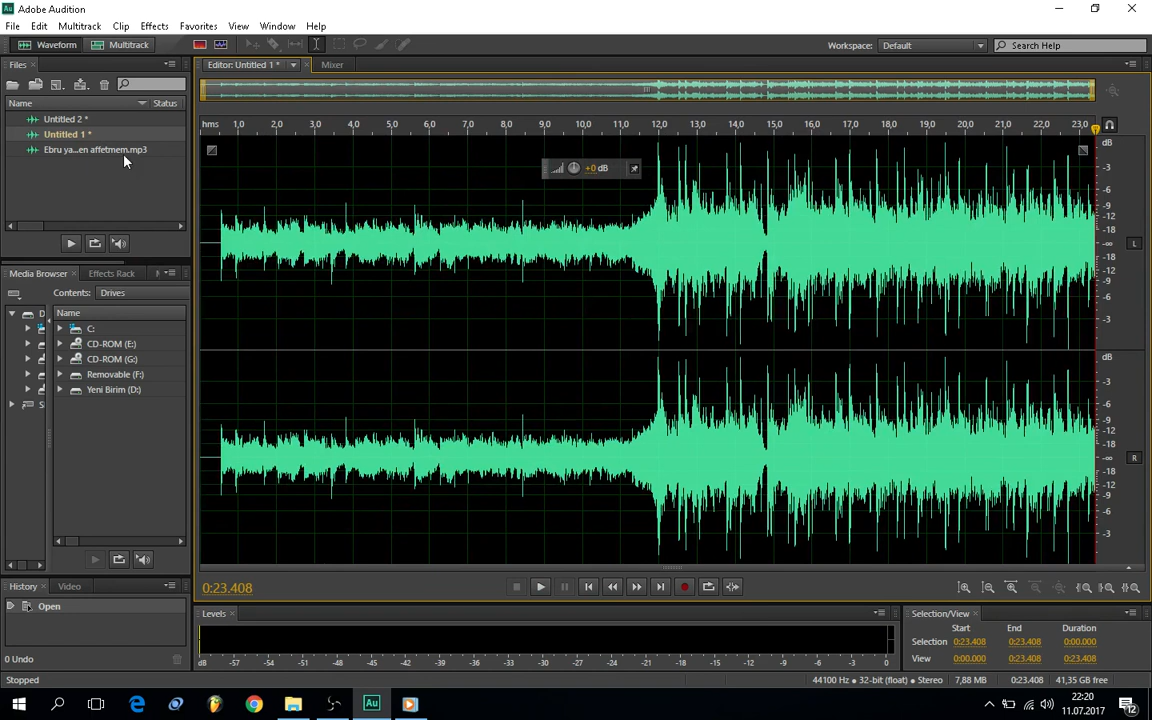 Adobe Audition
File Edit Multitrack Clip Effects Favorites View Window Help
Waveform Multitrack Workspace: Default Search Help
Files Editor: Untitled 1 * Mixer
Name Status
Untitled 2 *
Untitled 1 *
Ebru ya...en affetmem.mp3
hms 1,0 2,0 3,0 4,0 5,0 6,0 7,0 8,0 9,0 10,0 11,0 12,0 13,0 14,0 15,0 16,0 17,0 18,0 19,0 20,0 21,0 22,0 23,0
+0 dB
dB
-3
-6
-9
-12
-18
-∞ L
-18
-12
-9
-6
-3
dB
-3
-6
-9
-12
-18
-∞ R
-18
-12
-9
-6
-3
Media Browser Effects Rack
Contents: Drives
Name
D
C:
CD-ROM (E:)
CD-ROM (G:)
Removable (F:)
Yeni Birim (D:)
S
History Video
Open
0 Undo
0:23.408
Levels
dB -57 -54 -51 -48 -45 -42 -39 -36 -33 -30 -27 -24 -21 -18 -15 -12 -9 -6 -3 0
Selection/View
Start End Duration
Selection 0:23.408 0:23.408 0:00.000
View 0:00.000 0:23.408 0:23.408
Stopped 44100 Hz • 32-bit (float) • Stereo 7,88 MB 0:23.408 41,35 GB free
22:20
11.07.2017
12